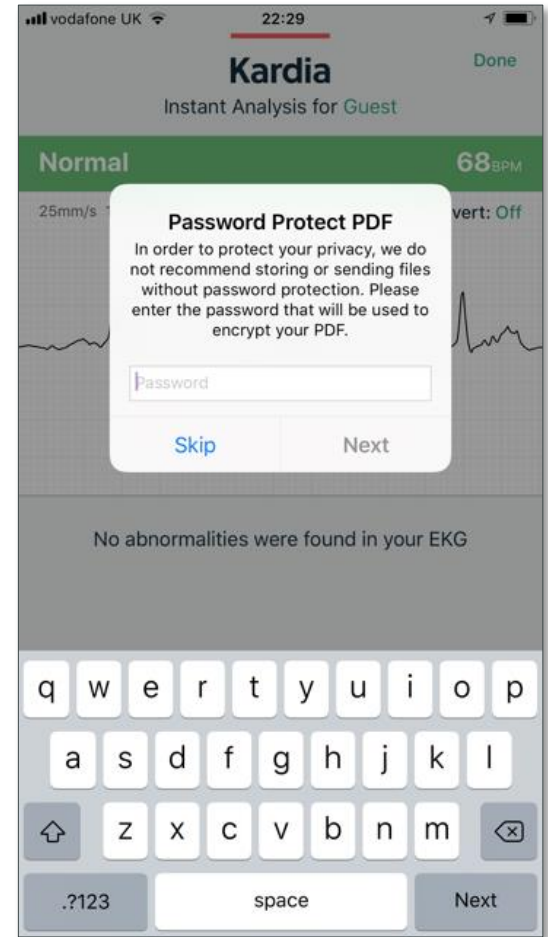 vodafone UK 22:29
Kardia
Done
Instant Analysis for Guest
Normal 68 BPM
25mm/s vert: Off
Password Protect PDF
In order to protect your privacy, we do
not recommend storing or sending files
without password protection. Please
enter the password that will be used to
encrypt your PDF.
Password
Skip Next
No abnormalities were found in your EKG
q w e r t y u i o p
a s d f g h j k l
z x c v b n m
.?123 space Next